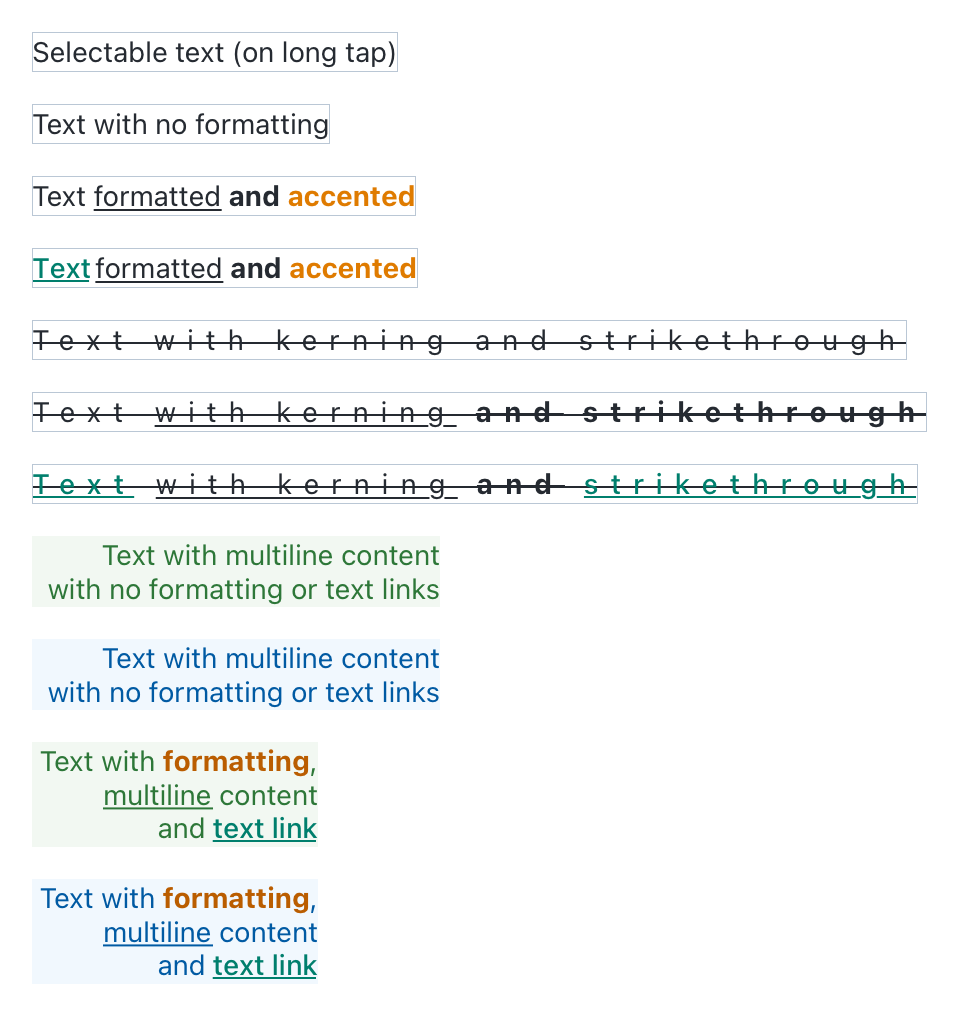 Selectable text (on long tap)
Text with no formatting
Text formatted and accented
Text formatted and accented
Text with kerning and strikethrough
Text with kerning and strikethrough
Text with kerning and strikethrough
Text with multiline content
with no formatting or text links
Text with multiline content
with no formatting or text links
Text with formatting,
multiline content
and text link
Text with formatting,
multiline content
and text link